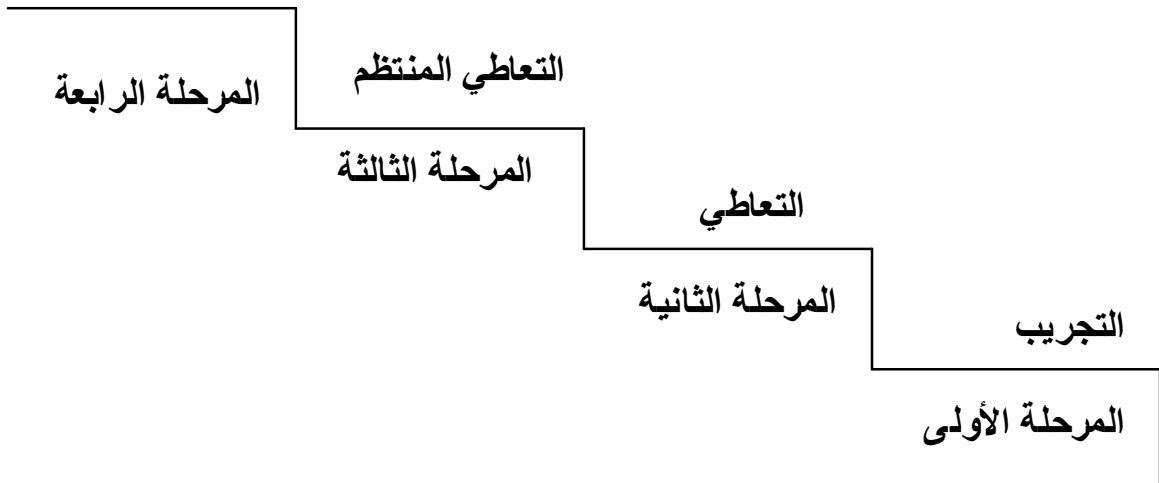 التعاطي المنتظم
المرحلة الرابعة
المرحلة الثالثة
التعاطي
المرحلة الثانية
التجريب
المرحلة الأولى